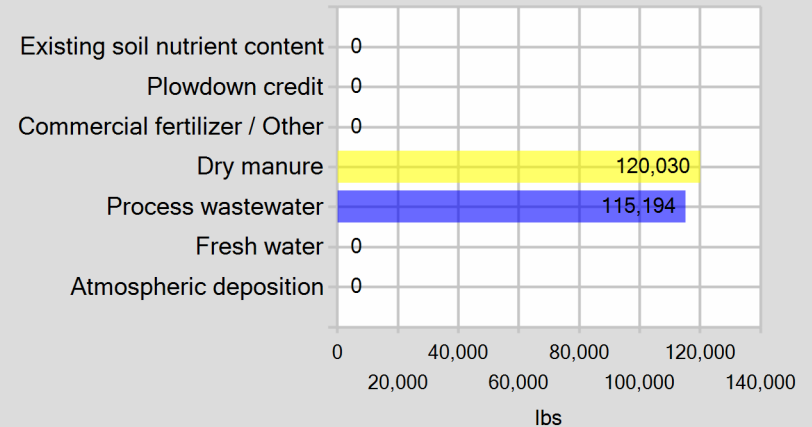 Existing soil nutrient content 0
Plowdown credit 0
Commercial fertilizer / Other 0
Dry manure 120,030
Process wastewater 115,194
Fresh water 0
Atmospheric deposition 0
0 40,000 80,000 120,000
20,000 60,000 100,000 140,000
lbs